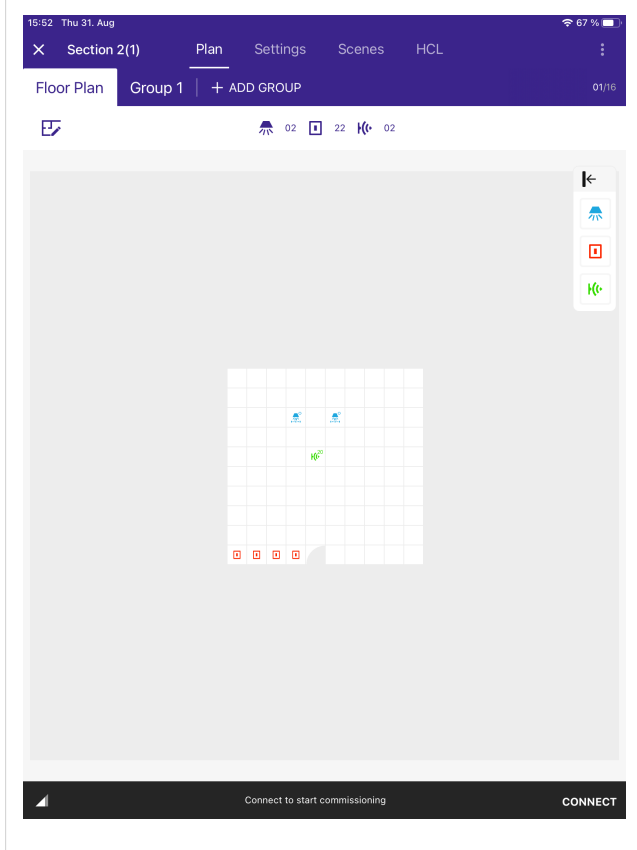 15:52 Thu 31. Aug 67 %
Section 2(1) Plan Settings Scenes HCL
Floor Plan Group 1 + ADD GROUP 01/16
02 22 02
20
Connect to start commissioning CONNECT